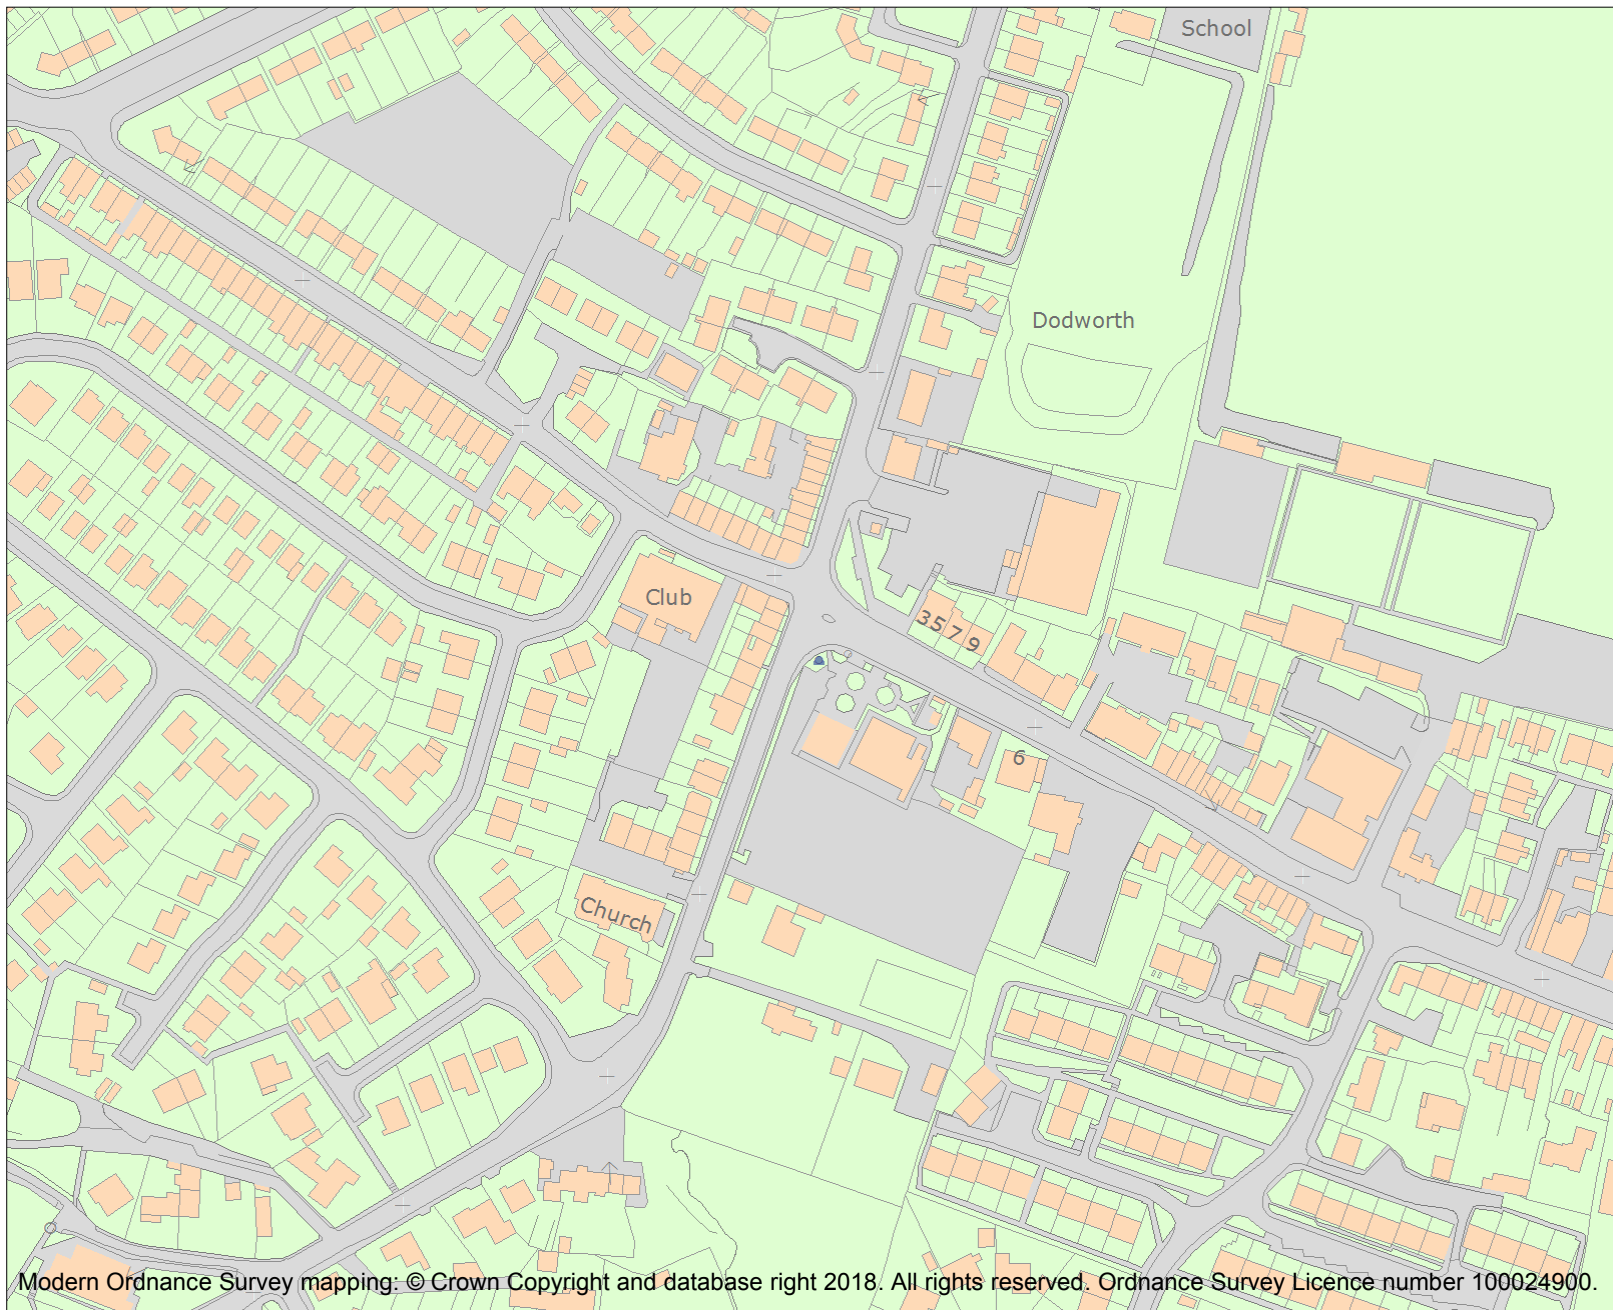 School
Dodworth
Club
3 5 7 9
6
Church
Modern Ordnance Survey mapping: © Crown Copyright and database right 2018. All rights reserved. Ordnance Survey Licence number 100024900.